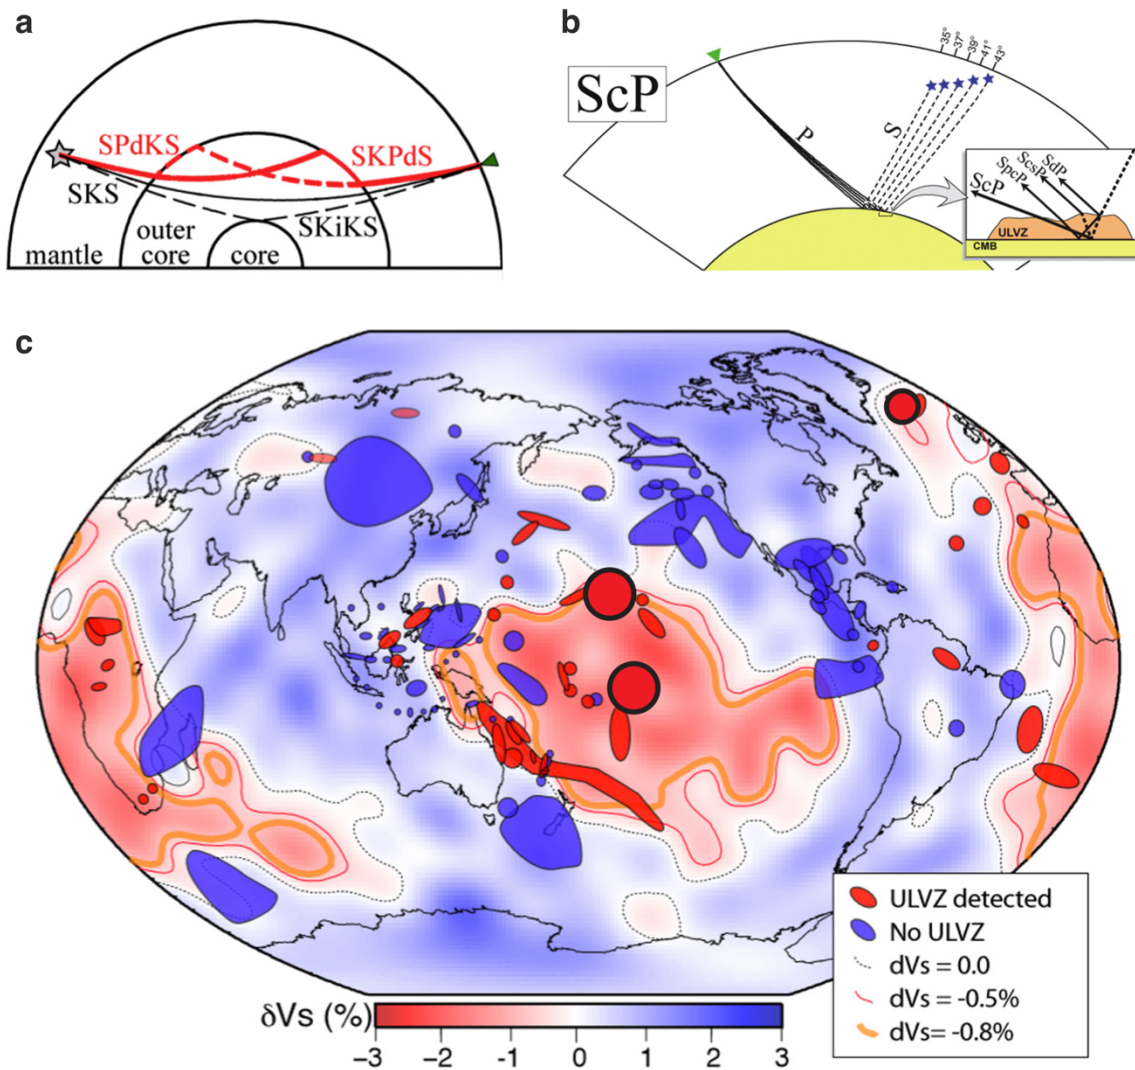 a
SPdKS
SKPdS
SKS
SKiKS
outer
core
mantle
core
b
ScP
35°
37°
39°
41°
43°
P
S
ScP
SpcP
ScsP
SdP
ULVZ
CMB
c
ULVZ detected
No ULVZ
dVs = 0.0
dVs = -0.5%
dVs= -0.8%
δVs (%)
−3 −2 -1 0 1 2 3